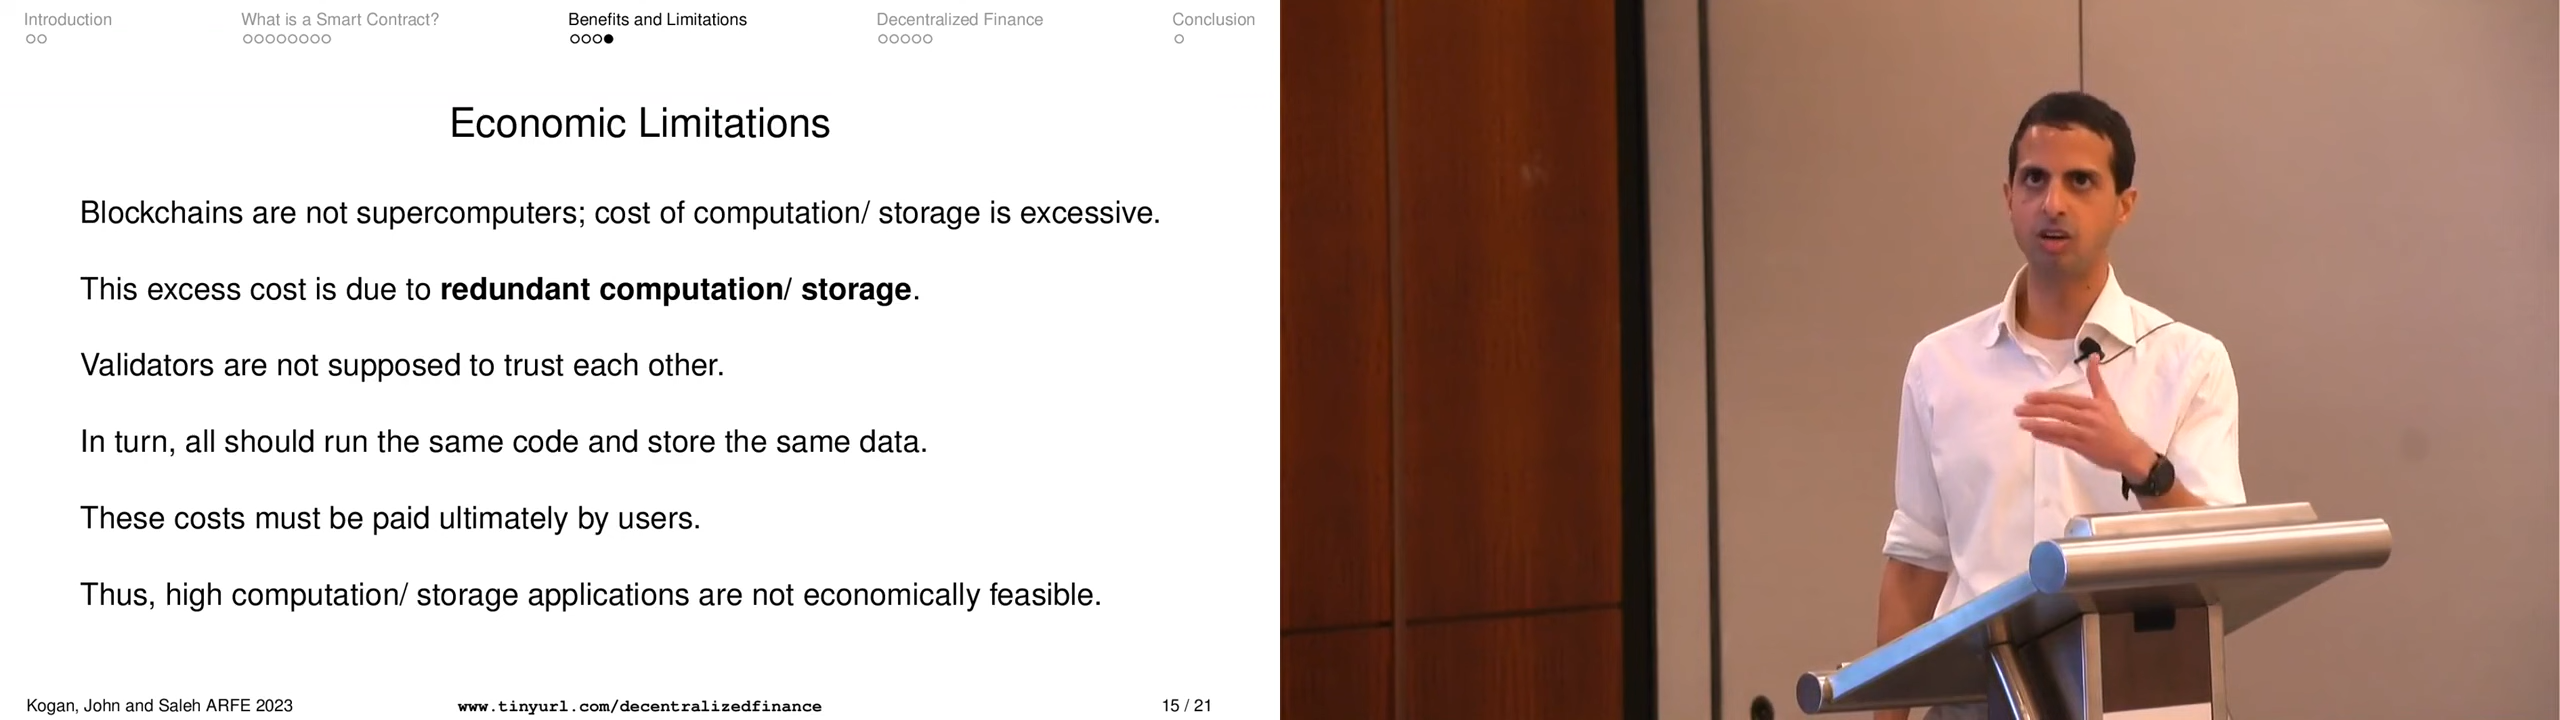 Introduction
What is a Smart Contract?
Benefits and Limitations
Decentralized Finance
Conclusion
Economic Limitations
Blockchains are not supercomputers; cost of computation/ storage is excessive.
This excess cost is due to redundant computation/ storage.
Validators are not supposed to trust each other.
In turn, all should run the same code and store the same data.
These costs must be paid ultimately by users.
Thus, high computation/ storage applications are not economically feasible.
Kogan, John and Saleh ARFE 2023
www.tinyurl.com/decentralizedfinance
15 / 21